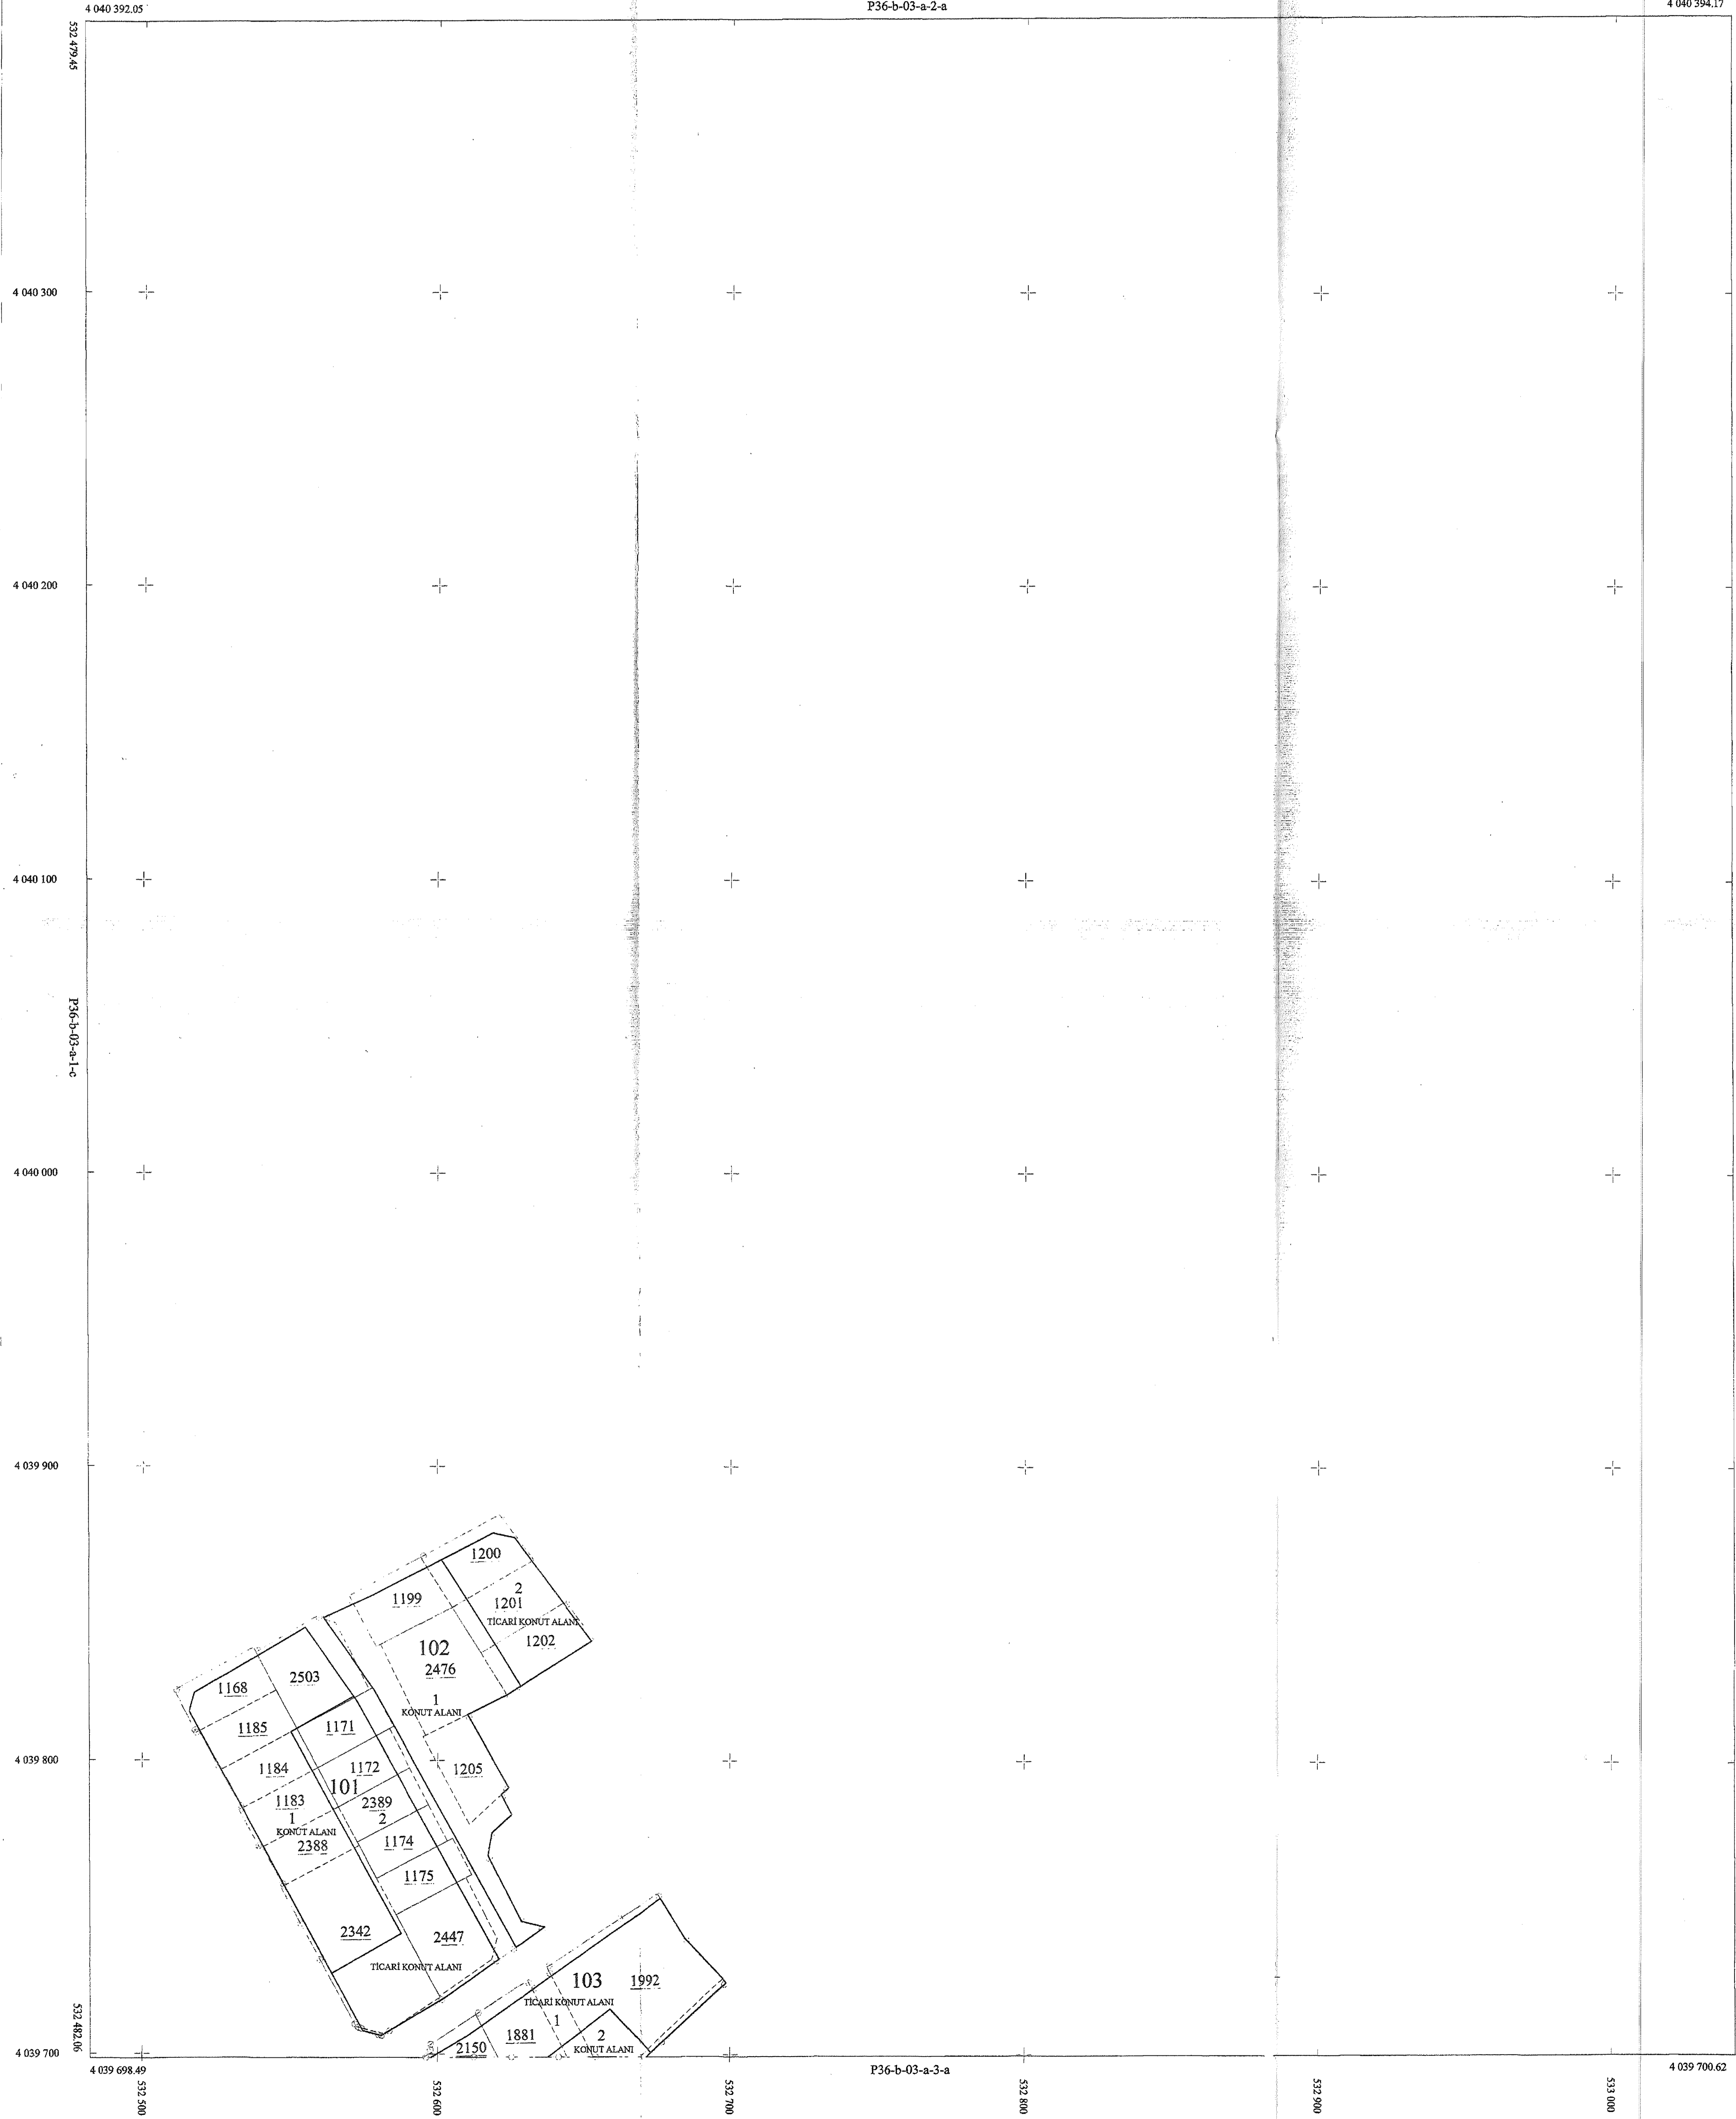 4 040 392.05
P36-b-03-a-2-a
4 040 394.17
532 479.45
4 040 300
4 040 200
4 040 100
P36-b-03-a-1-c
4 040 000
4 039 900
1200
2
1199
1201
TİCARİ KONUT ALANI
1202
102
2476
2503
1168
1
KONUT ALANI
1185
1171
4 039 800
1184
1172
1205
101
1183
2389
1
2
KONUT ALANI
2388
1174
1175
2342
2447
TİCARİ KONUT ALANI
103
1992
TİCARİ KONUT ALANI
1
1881
2
2150
KONUT ALANI
532 482.06
4 039 700
4 039 698.49
P36-b-03-a-3-a
4 039 700.62
532 500
532 600
532 700
532 800
532 900
533 000